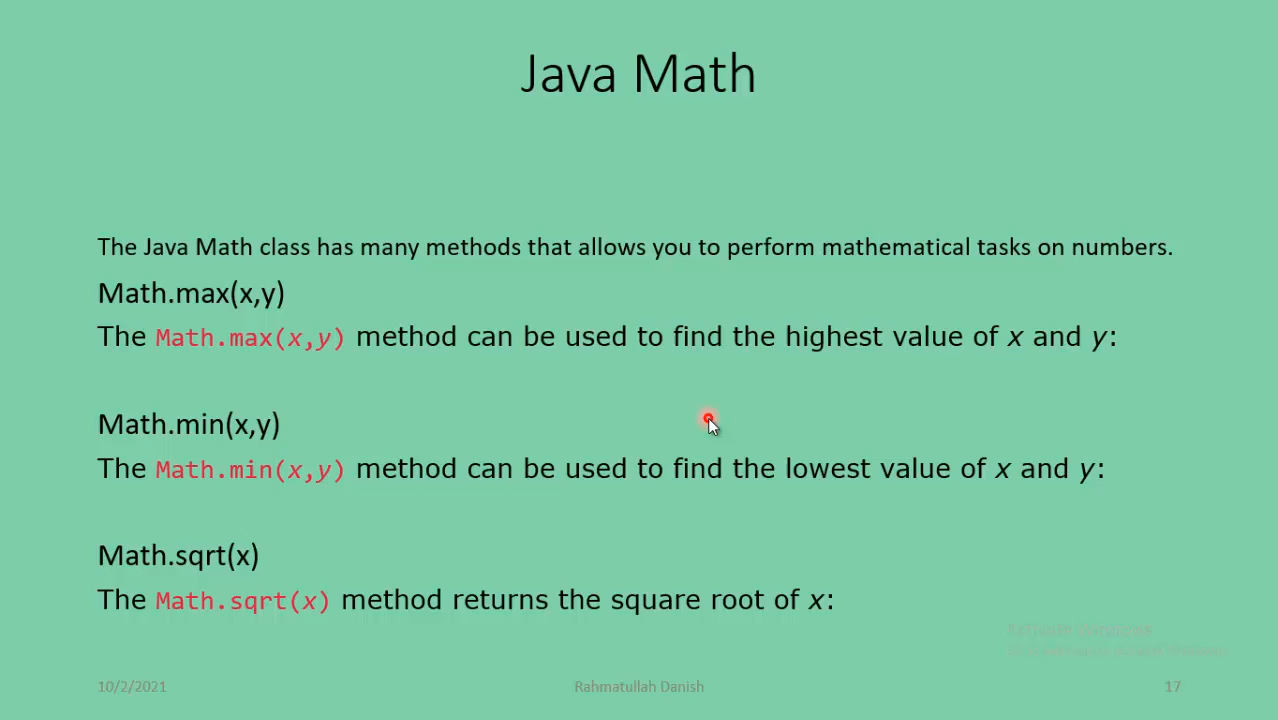 Java Math
The Java Math class has many methods that allows you to perform mathematical tasks on numbers.
Math.max(x,y)
The Math.max(x,y) method can be used to find the highest value of x and y:
Math.min(x,y)
The Math.min(x,y) method can be used to find the lowest value of x and y:
Math.sqrt(x)
The Math.sqrt(x) method returns the square root of x:
10/2/2021
Rahmatullah Danish
17